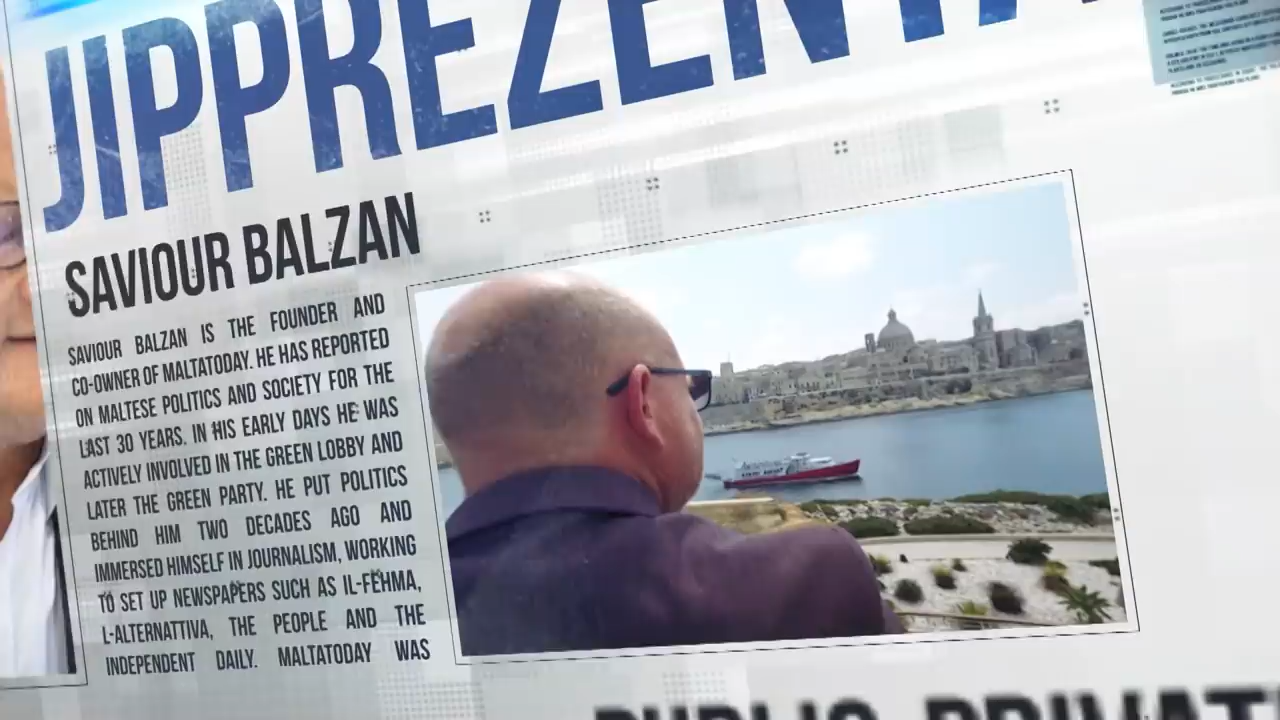 JIPPREŻENTA
SAVIOUR BALZAN
SAVIOUR BALZAN IS THE FOUNDER AND
CO-OWNER OF MALTATODAY. HE HAS REPORTED
ON MALTESE POLITICS AND SOCIETY FOR THE
LAST 30 YEARS. IN HIS EARLY DAYS HE WAS
ACTIVELY INVOLVED IN THE GREEN LOBBY AND
LATER THE GREEN PARTY. HE PUT POLITICS
BEHIND HIM TWO DECADES AGO AND
IMMERSED HIMSELF IN JOURNALISM, WORKING
TO SET UP NEWSPAPERS SUCH AS IL-FEHMA,
L-ALTERNATTIVA, THE PEOPLE AND THE
INDEPENDENT DAILY. MALTATODAY WAS